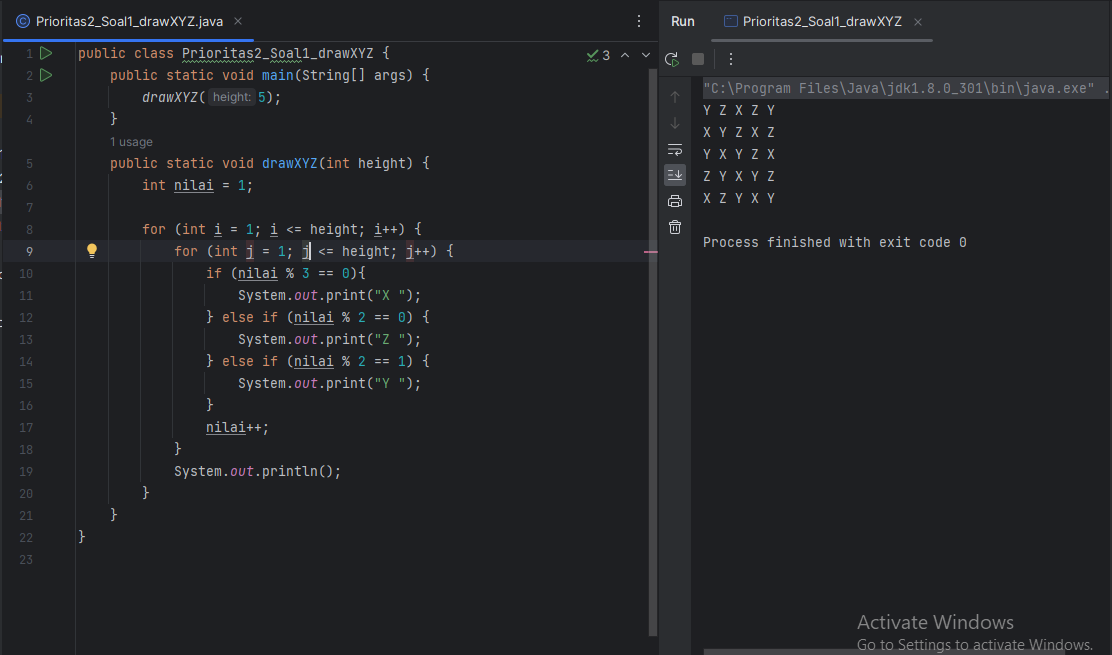 Prioritas2_Soal1_drawXYZ.java
1 public class Prioritas2_Soal1_drawXYZ {
2 public static void main(String[] args) {
3 drawXYZ( height: 5);
4 }
1 usage
5 public static void drawXYZ(int height) {
6 int nilai = 1;
7
8 for (int i = 1; i <= height; i++) {
9 for (int j = 1; j <= height; j++) {
10 if (nilai % 3 == 0){
11 System.out.print("X ");
12 } else if (nilai % 2 == 0) {
13 System.out.print("Z ");
14 } else if (nilai % 2 == 1) {
15 System.out.print("Y ");
16 }
17 nilai++;
18 }
19 System.out.println();
20 }
21 }
22 }
23
3
Run Prioritas2_Soal1_drawXYZ
"C:\Program Files\Java\jdk1.8.0_301\bin\java.exe" .
Y Z X Z Y
X Y Z X Z
Y X Y Z X
Z Y X Y Z
X Z Y X Y
Process finished with exit code 0
Activate Windows
Go to Settings to activate Windows.